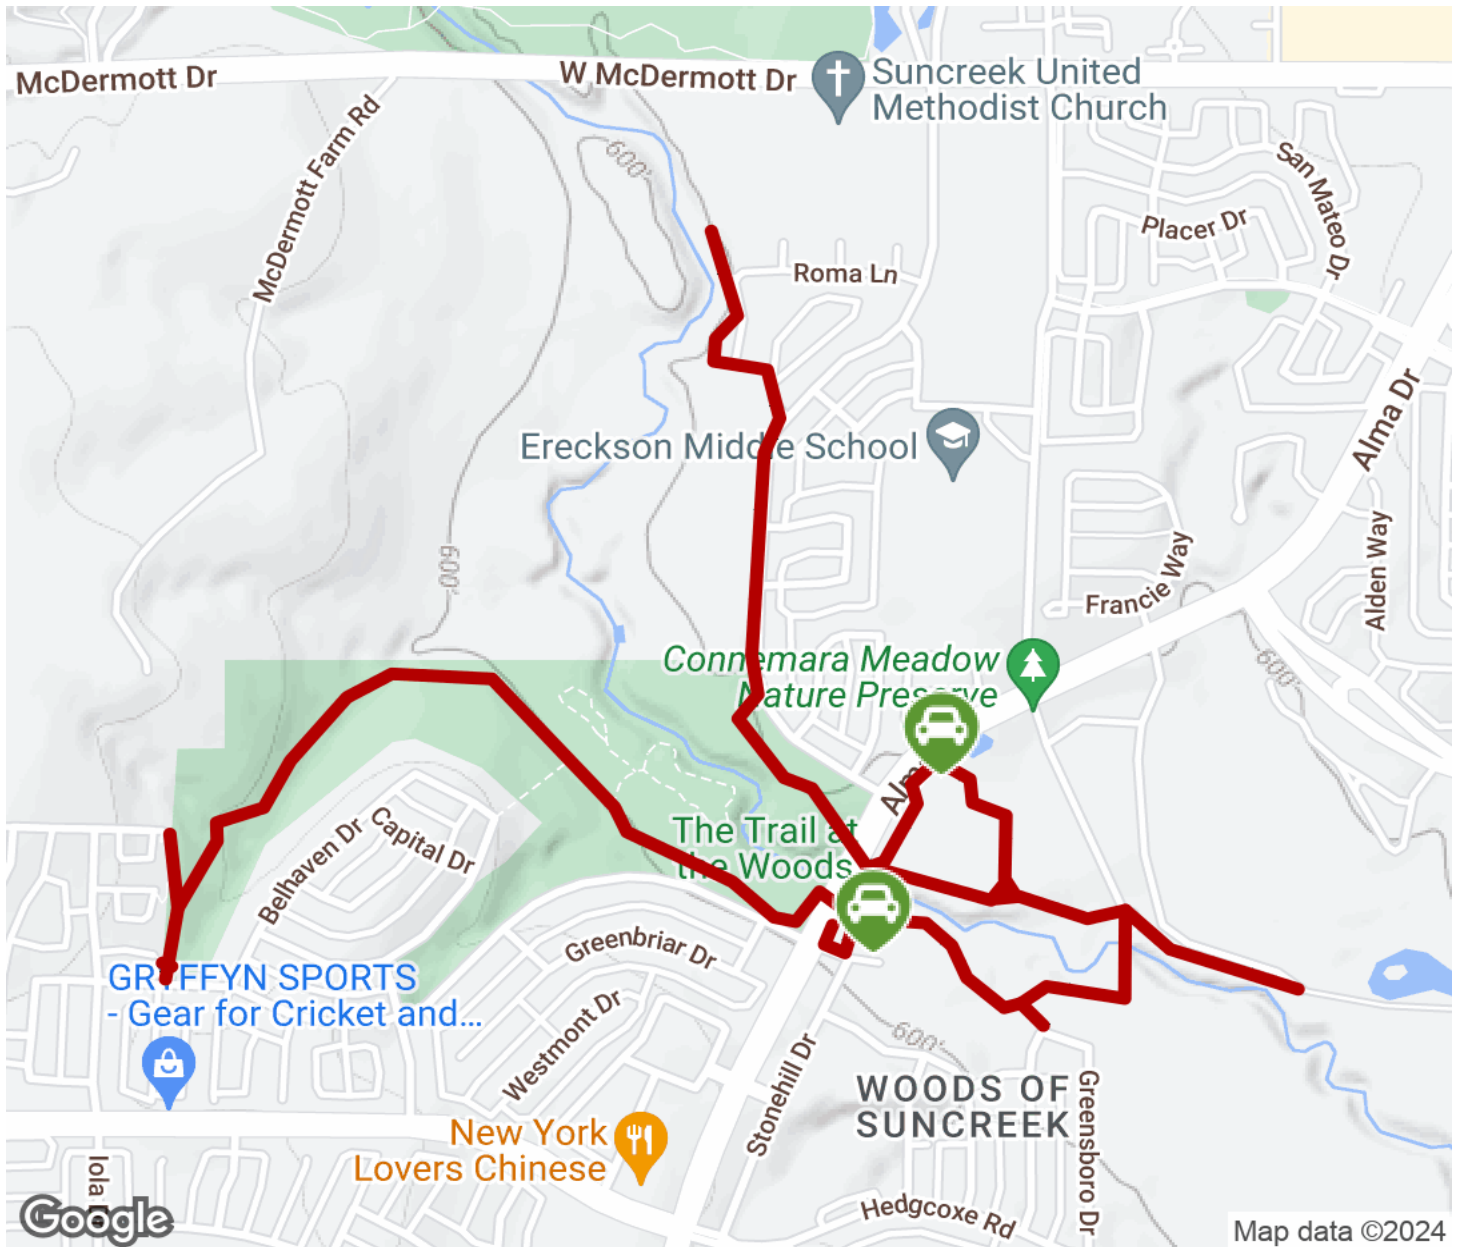 McDermott Dr
W McDermott Dr
Suncreek United
Methodist Church
McDermott Farm Rd
600'
San Mateo Dr
Placer Dr
Roma Ln
Alma Dr
Ereckson Middle School
600'
Alden Way
Francie Way
Connemara Meadow
Nature Preserve
600'
Alm
The Trail at
the Woods
Capital Dr
Belhaven Dr
Greenbriar Dr
GRYFFYN SPORTS
- Gear for Cricket and...
Westmont Dr
600'
Stonehill Dr
WOODS OF
SUNCREEK
Greensboro Dr
New York
Lovers Chinese
Iola Dr
Hedgcoxe Rd
Google
Map data ©2024